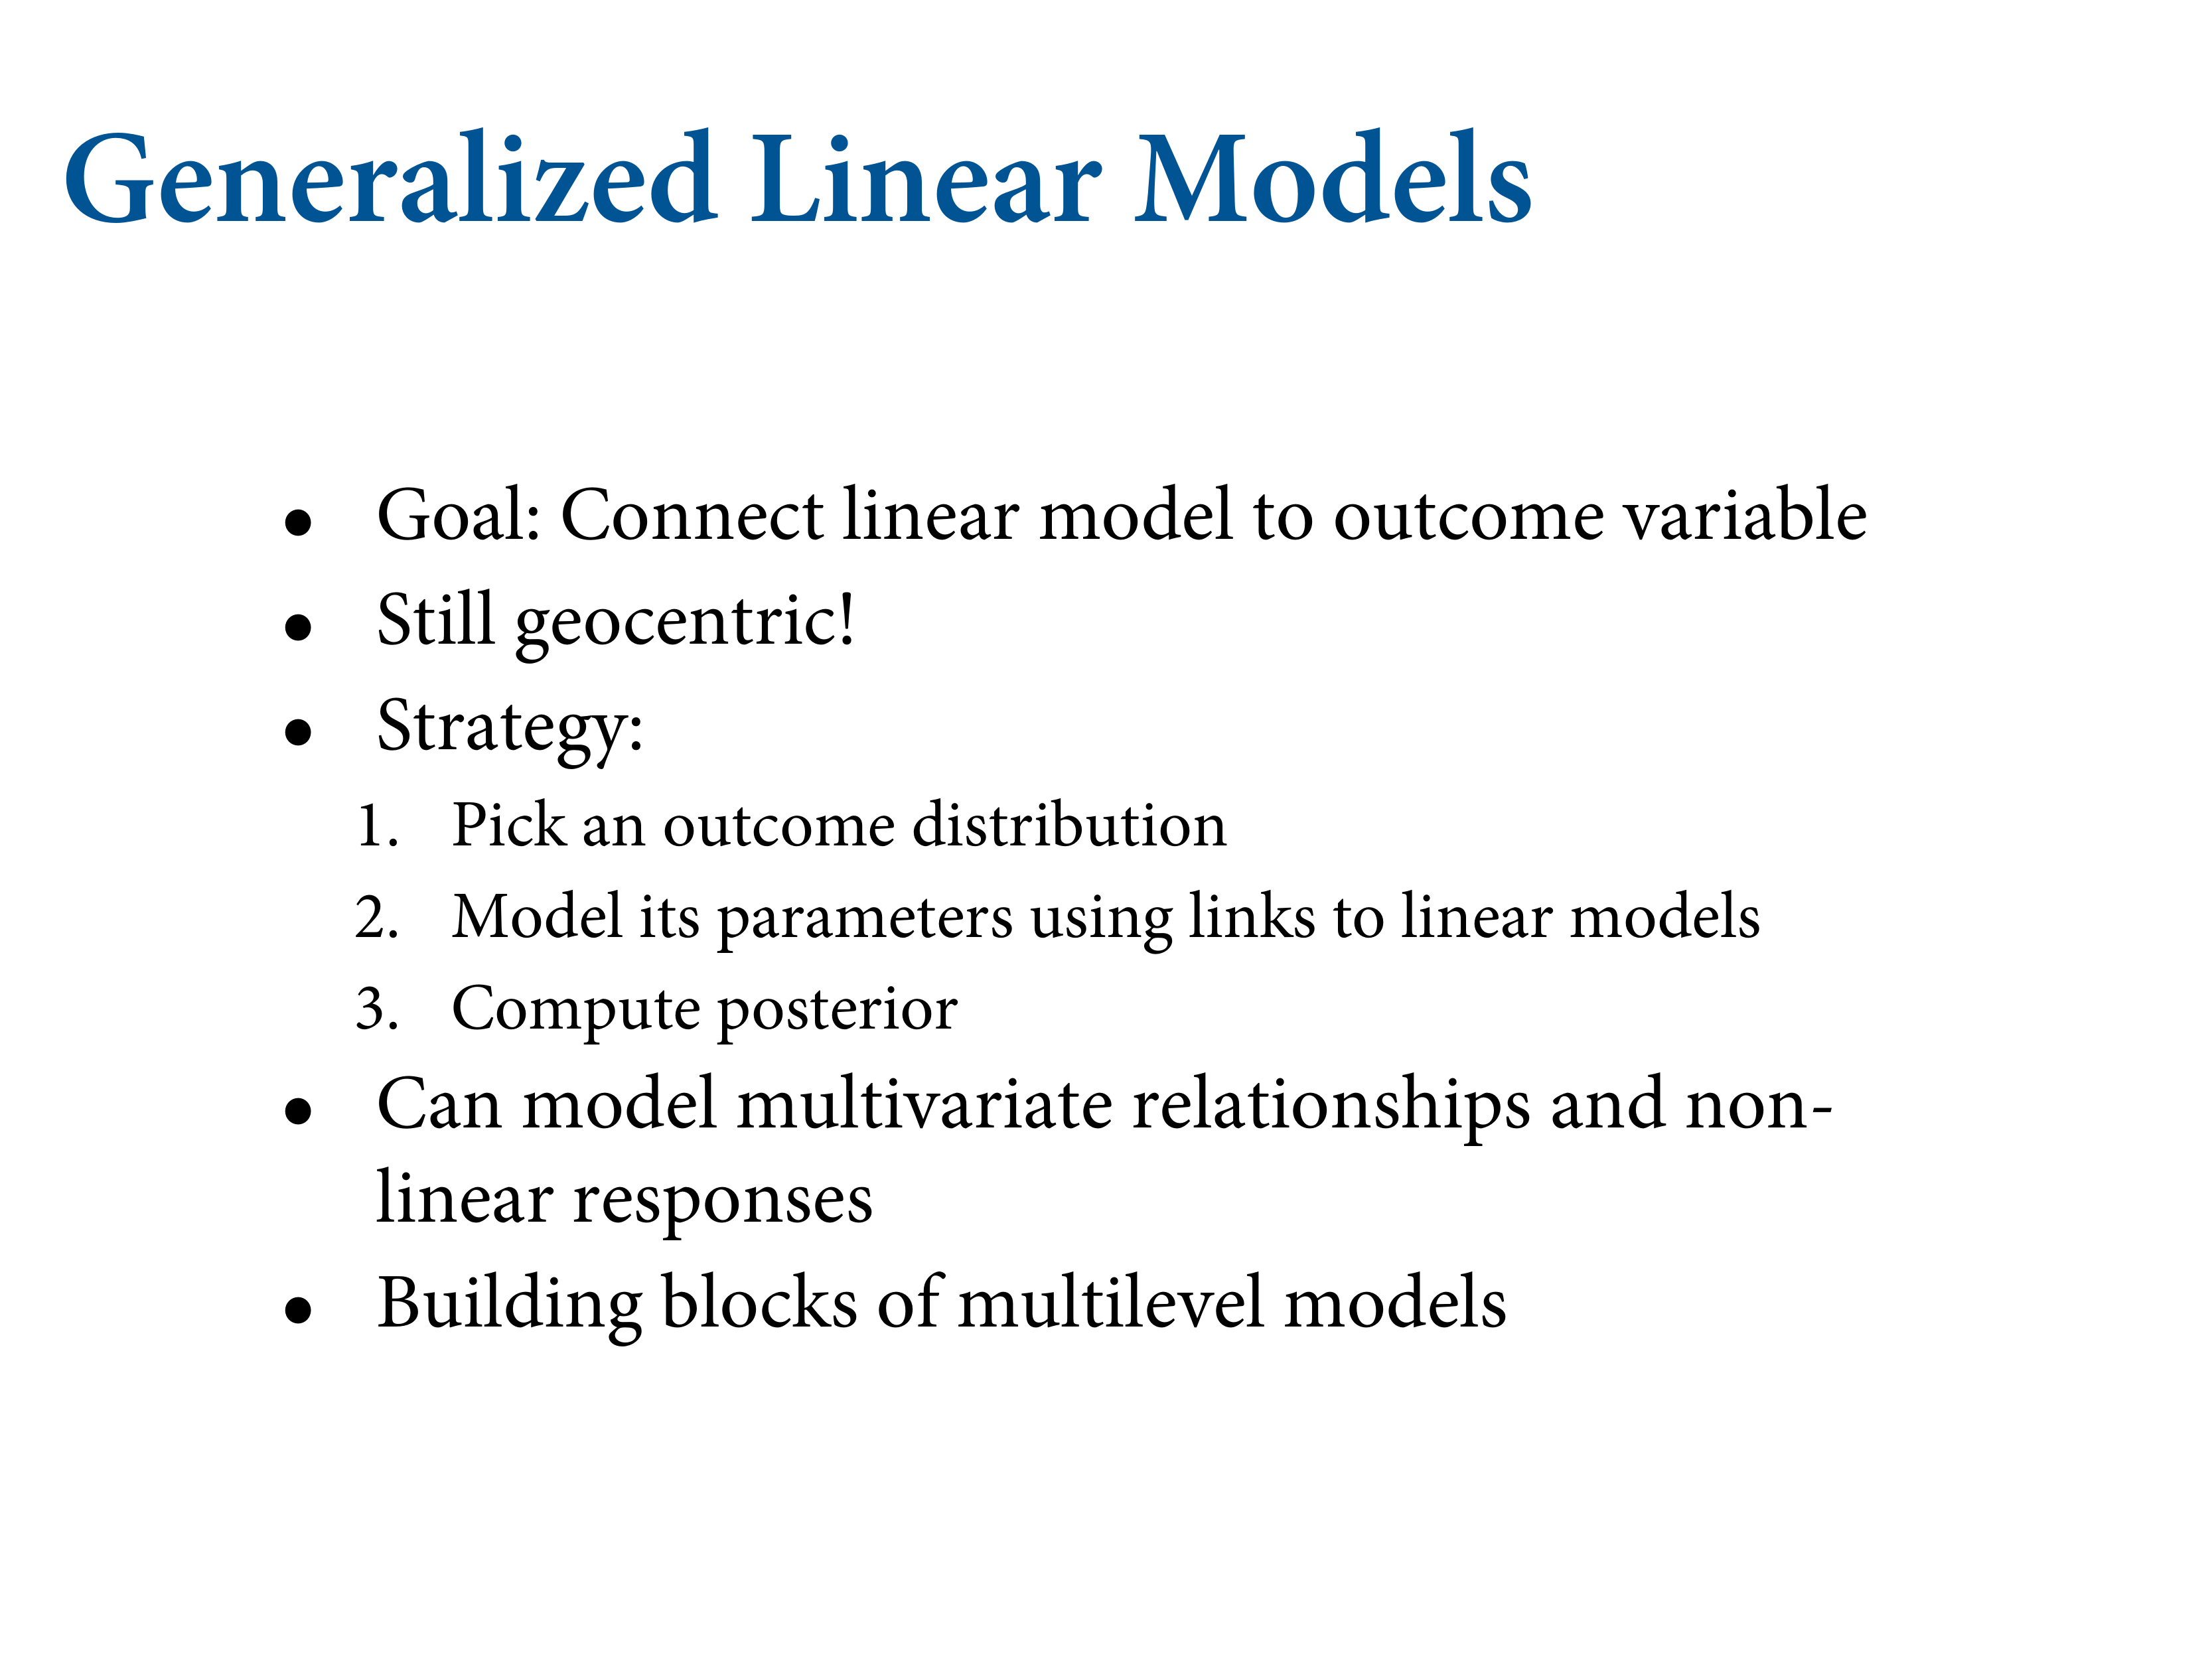 Generalized Linear Models
• Goal: Connect linear model to outcome variable
• Still geocentric!
• Strategy:
1. Pick an outcome distribution
2. Model its parameters using links to linear models
3. Compute posterior
• Can model multivariate relationships and non-
linear responses
• Building blocks of multilevel models